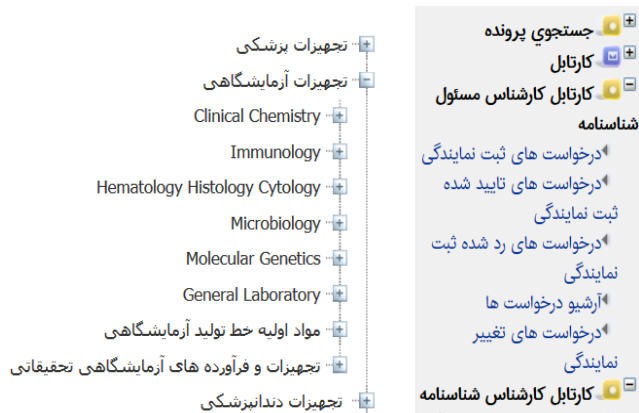 جستجوي پرونده
کارتابل
کارتابل کارشناس مسئول
شناسنامه
درخواست های ثبت نمایندگی
درخواست های تایید شده
ثبت نمایندگی
درخواست های رد شده ثبت
نمایندگی
آرشیو درخواست ها
درخواست های تغییر
نمایندگی
کارتابل کارشناس شناسنامه
تجهیزات پزشکی
تجهیزات آزمایشگاهی
Clinical Chemistry
Immunology
Hematology Histology Cytology
Microbiology
Molecular Genetics
General Laboratory
مواد اولیه خط تولید آزمایشگاهی
تجهیزات و فرآورده های آزمایشگاهی تحقیقاتی
تجهیزات دندانپزشکی